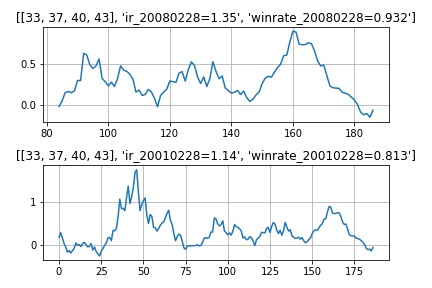 [[33, 37, 40, 43], 'ir_20080228=1.35', 'winrate_20080228=0.932']
0.5
0.0
80 100 120 140 160 180
[[33, 37, 40, 43], 'ir_20010228=1.14', 'winrate_20010228=0.813']
1
0
0 25 50 75 100 125 150 175